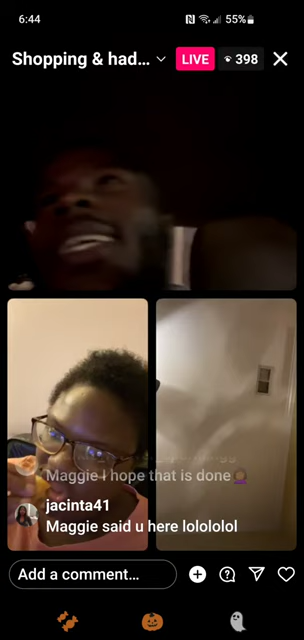 6:44
55%
Shopping & had...
LIVE
398
Maggie I hope that is done
jacinta41
Maggie said u here lolololol
Add a comment...